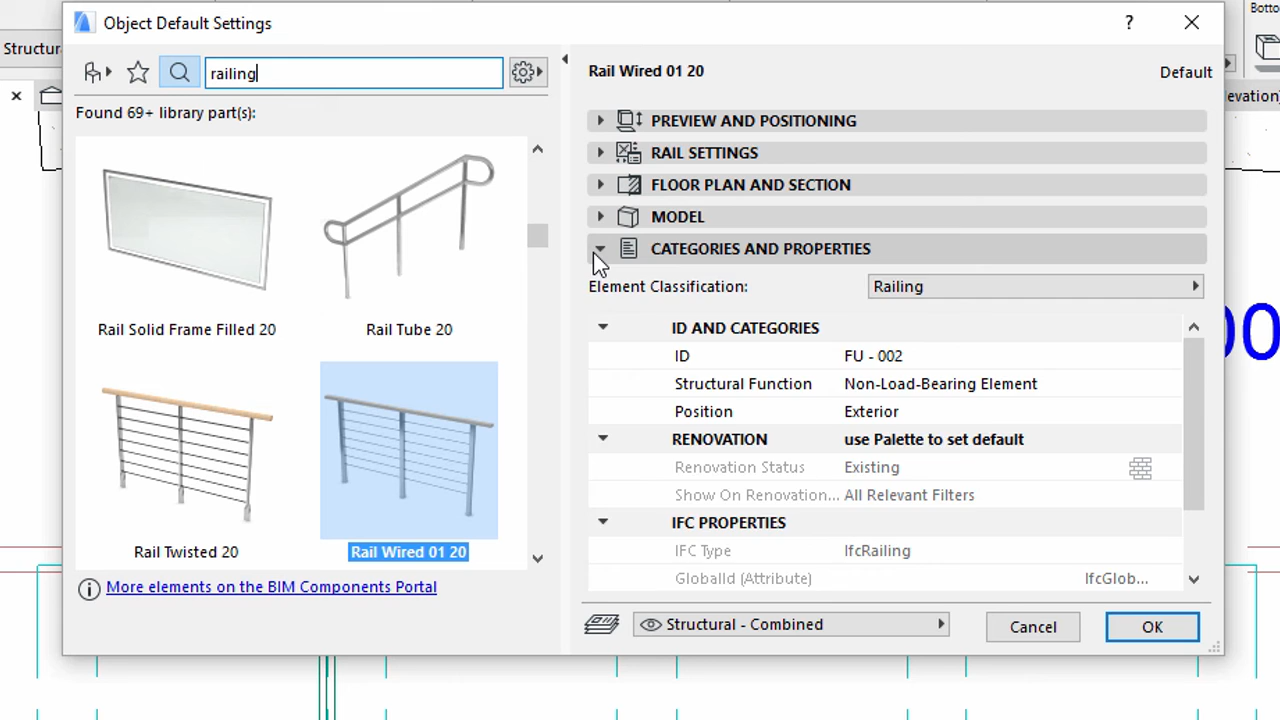 Object Default Settings
?
Botto
Structur
railing
Found 69+ library part(s):
Rail Solid Frame Filled 20
Rail Tube 20
Rail Twisted 20
Rail Wired 01 20
More elements on the BIM Components Portal
Rail Wired 01 20
Default
PREVIEW AND POSITIONING
RAIL SETTINGS
FLOOR PLAN AND SECTION
MODEL
CATEGORIES AND PROPERTIES
Element Classification: Railing
ID AND CATEGORIES
ID FU - 002
Structural Function Non-Load-Bearing Element
Position Exterior
RENOVATION use Palette to set default
Renovation Status Existing
Show On Renovation... All Relevant Filters
IFC PROPERTIES
IFC Type IfcRailing
GlobalId (Attribute) IfcGlob...
Structural - Combined
Cancel
OK
evation)
00